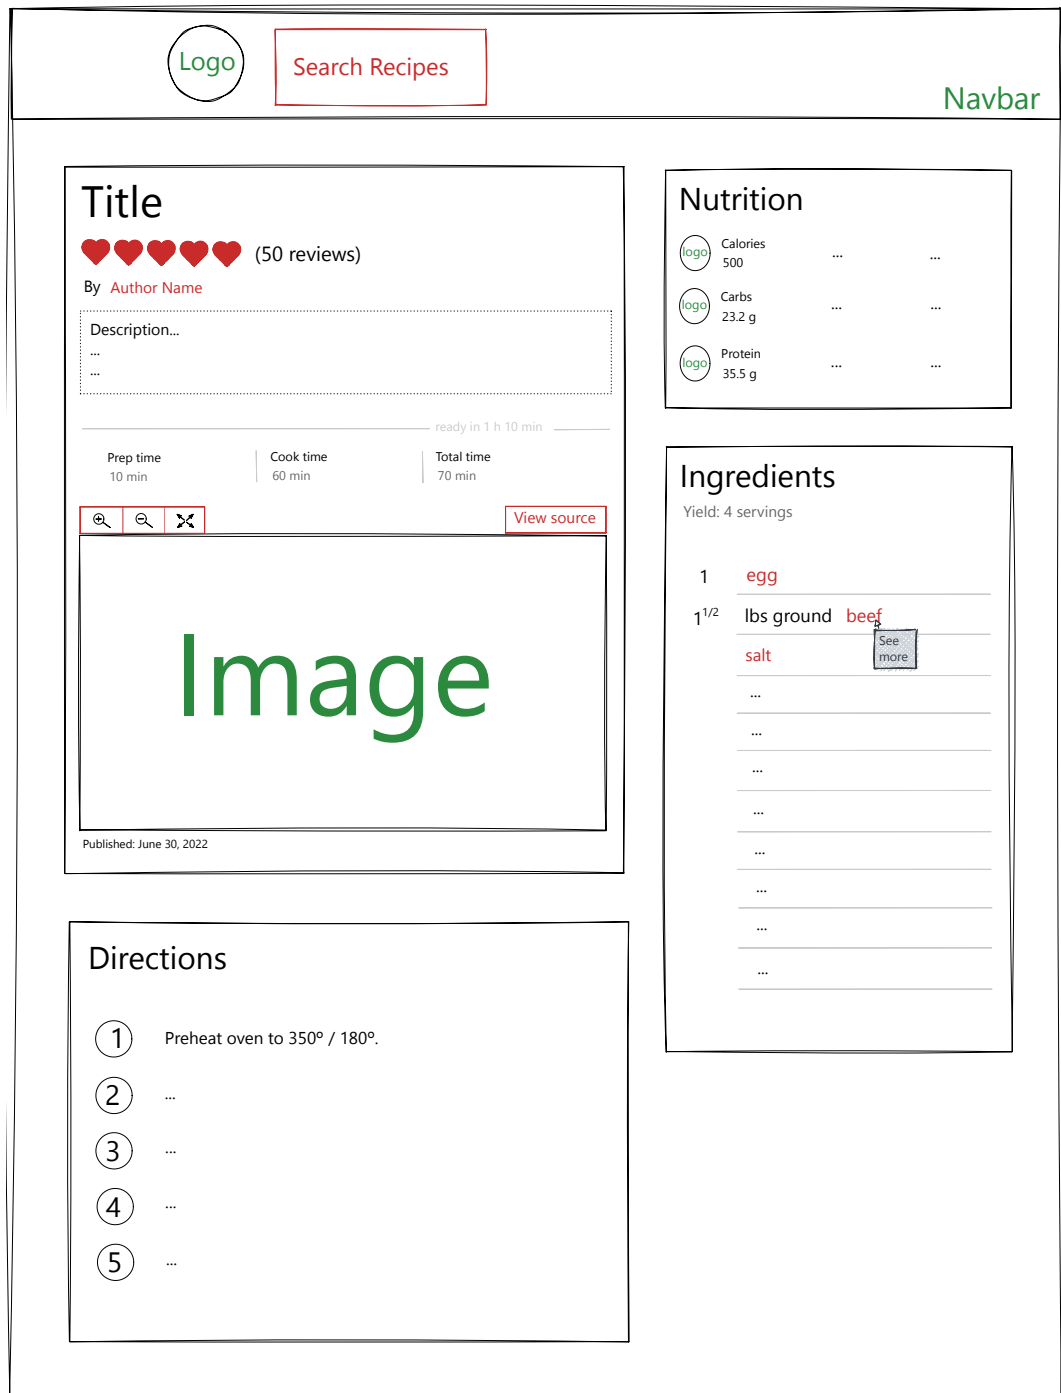 Logo
Search Recipes
Navbar
Title
(50 reviews)
By Author Name
Description...
...
...
ready in 1 h 10 min
Prep time
10 min
Cook time
60 min
Total time
70 min
View source
Image
Published: June 30, 2022
Nutrition
logo
Calories
500
...
...
logo
Carbs
23.2 g
...
...
logo
Protein
35.5 g
...
...
Ingredients
Yield: 4 servings
1 egg
1 1/2 lbs ground beef
See
more
salt
...
...
...
...
...
...
...
...
Directions
1 Preheat oven to 350º / 180º.
2 ...
3 ...
4 ...
5 ...